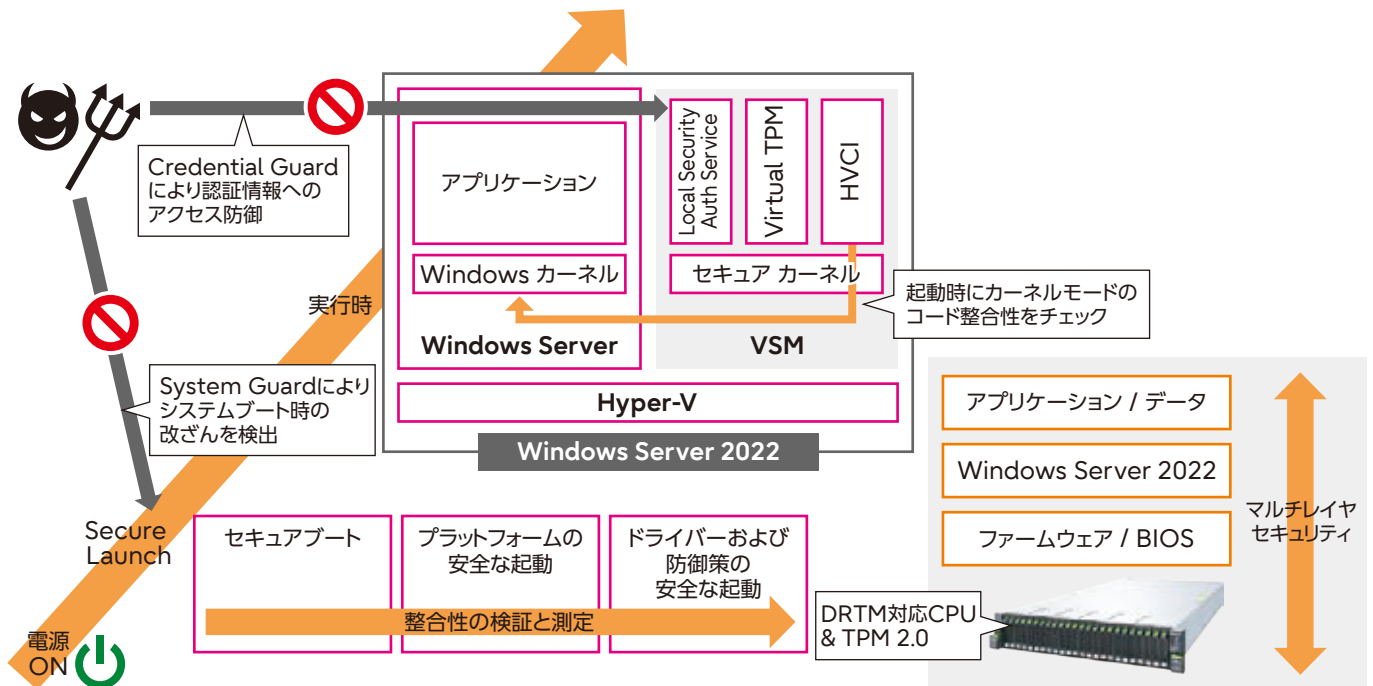 Credential Guard
により認証情報への
アクセス防御
アプリケーション
Windows カーネル
Windows Server
Local Security
Auth Service
Virtual TPM
HVCI
セキュア カーネル
VSM
起動時にカーネルモードの
コード整合性をチェック
Hyper-V
Windows Server 2022
実行時
System Guardにより
システムブート時の
改ざんを検出
Secure
Launch
セキュアブート
プラットフォームの
安全な起動
ドライバーおよび
防御策の
安全な起動
整合性の検証と測定
電源
ON
アプリケーション / データ
Windows Server 2022
ファームウェア / BIOS
マルチレイヤ
セキュリティ
DRTM対応CPU
& TPM 2.0